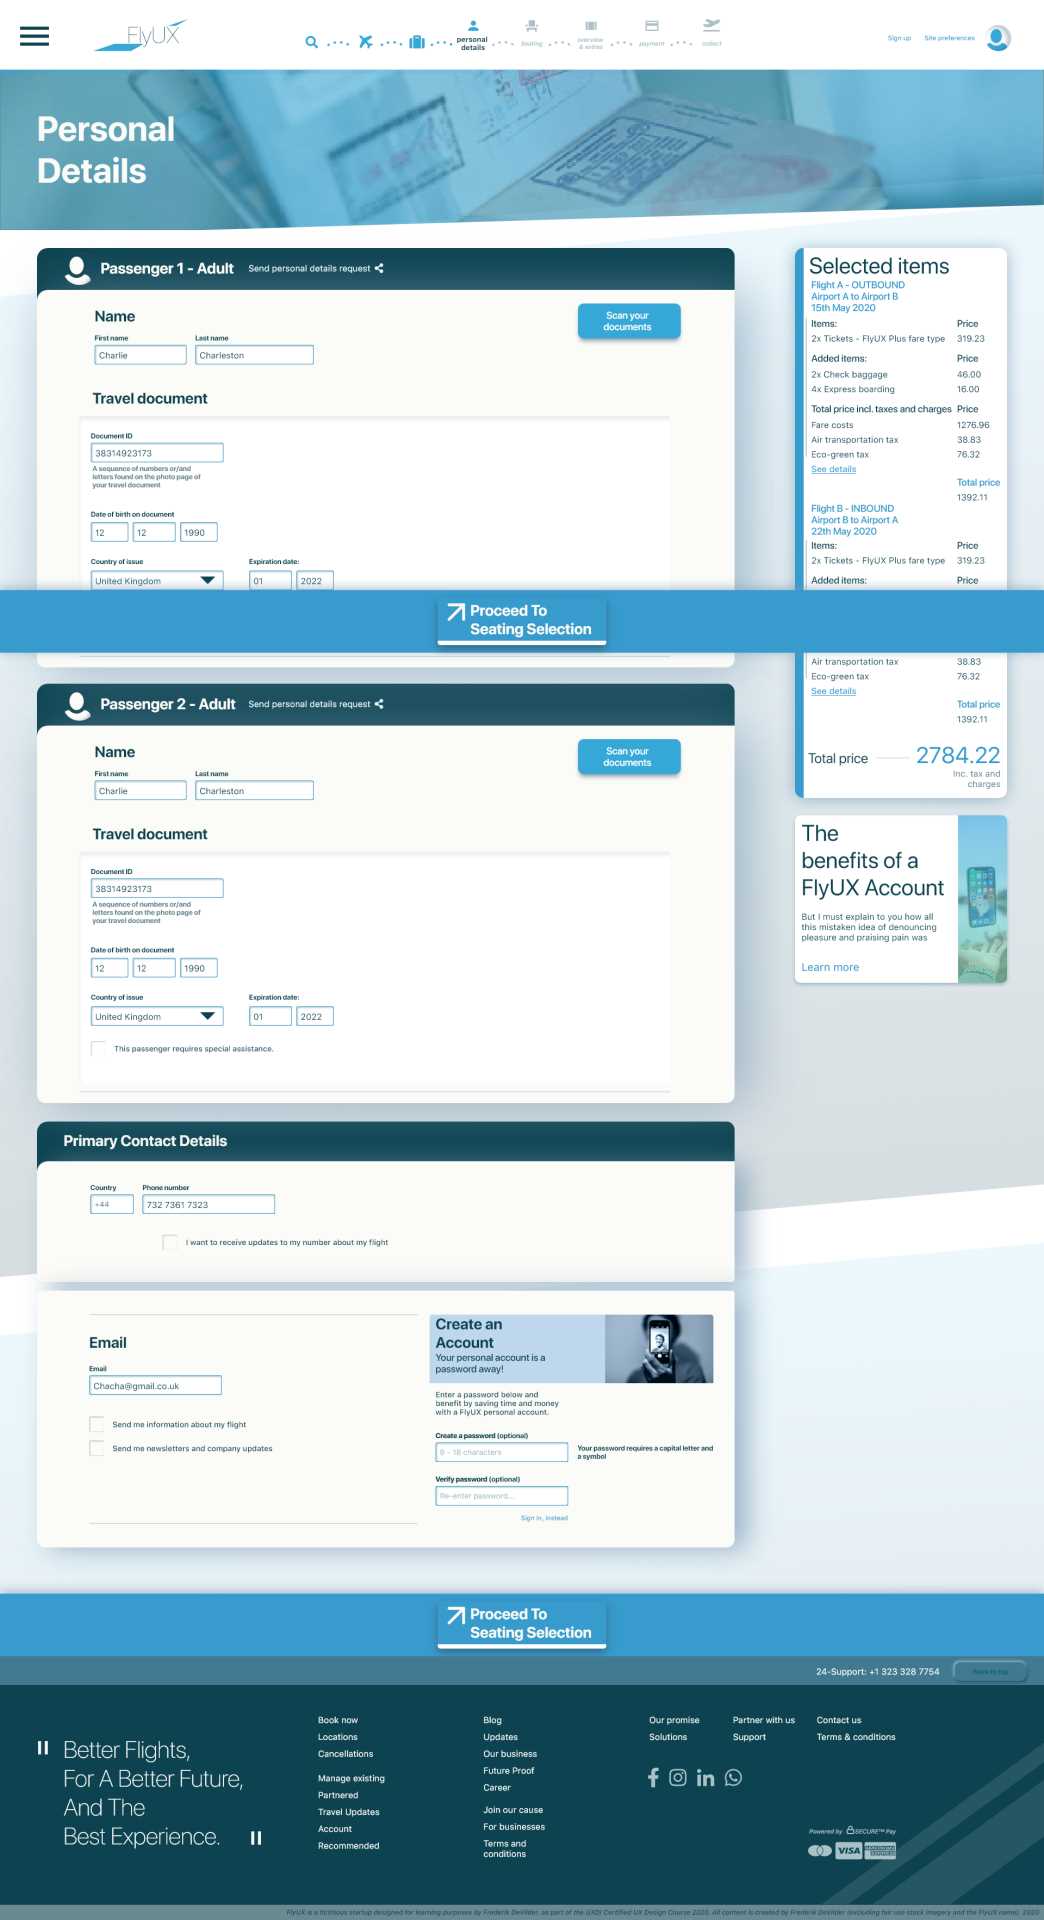 FlyUX
personal
details
seating
overview
& extras
payment
collect
Sign up
Site preferences
Personal
Details
Passenger 1 - Adult
Send personal details request
Name
Scan your
documents
First name
Last name
Charlie
Charleston
Travel document
Document ID
38314923173
A sequence of numbers or/and
letters found on the photo page of
your travel document
Date of birth on document
12
12
1990
Country of issue
Expiration date:
United Kingdom
01
2022
Selected items
Flight A - OUTBOUND
Airport A to Airport B
15th May 2020
Items:
Price
2x Tickets - FlyUX Plus fare type
319.23
Added items:
Price
2x Check baggage
46.00
4x Express boarding
16.00
Total price incl. taxes and charges
Price
Fare costs
1276.96
Air transportation tax
38.83
Eco-green tax
76.32
See details
Total price
1392.11
Flight B - INBOUND
Airport B to Airport A
22th May 2020
Items:
Price
2x Tickets - FlyUX Plus fare type
319.23
Added items:
Price
Proceed To
Seating Selection
Air transportation tax
38.83
Eco-green tax
76.32
See details
Total price
1392.11
Total price
2784.22
Inc. tax and
charges
Passenger 2 - Adult
Send personal details request
Name
Scan your
documents
First name
Last name
Charlie
Charleston
Travel document
Document ID
38314923173
A sequence of numbers or/and
letters found on the photo page of
your travel document
Date of birth on document
12
12
1990
Country of issue
Expiration date:
United Kingdom
01
2022
This passenger requires special assistance.
The
benefits of a
FlyUX Account
But I must explain to you how all
this mistaken idea of denouncing
pleasure and praising pain was
Learn more
Primary Contact Details
Country
Phone number
+44
732 7361 7323
I want to receive updates to my number about my flight
Email
Email
Chacha@gmail.co.uk
Send me information about my flight
Send me newsletters and company updates
Create an
Account
Your personal account is a
password away!
Enter a password below and
benefit by saving time and money
with a FlyUX personal account.
Create a password (optional)
8 - 18 characters
Your password requires a capital letter and
a symbol
Verify password (optional)
Re-enter password...
Sign in, instead
Proceed To
Seating Selection
24-Support: +1 323 328 7754
Back to top
" Better Flights,
For A Better Future,
And The
Best Experience. "
Book now
Locations
Cancellations
Manage existing
Partnered
Travel Updates
Account
Recommended
Blog
Updates
Our business
Future Proof
Career
Join our cause
For businesses
Terms and
conditions
Our promise
Solutions
Partner with us
Support
Contact us
Terms & conditions
Powered by SECURE™ Pay
VISA
FlyUX is a fictitious startup designed for learning purposes by Frederik DeVilder, as part of the UXDI Certified UX Design Course 2020. All content is created by Frederik DeVilder (excluding fair use stock imagery and the FlyUX name). 2020